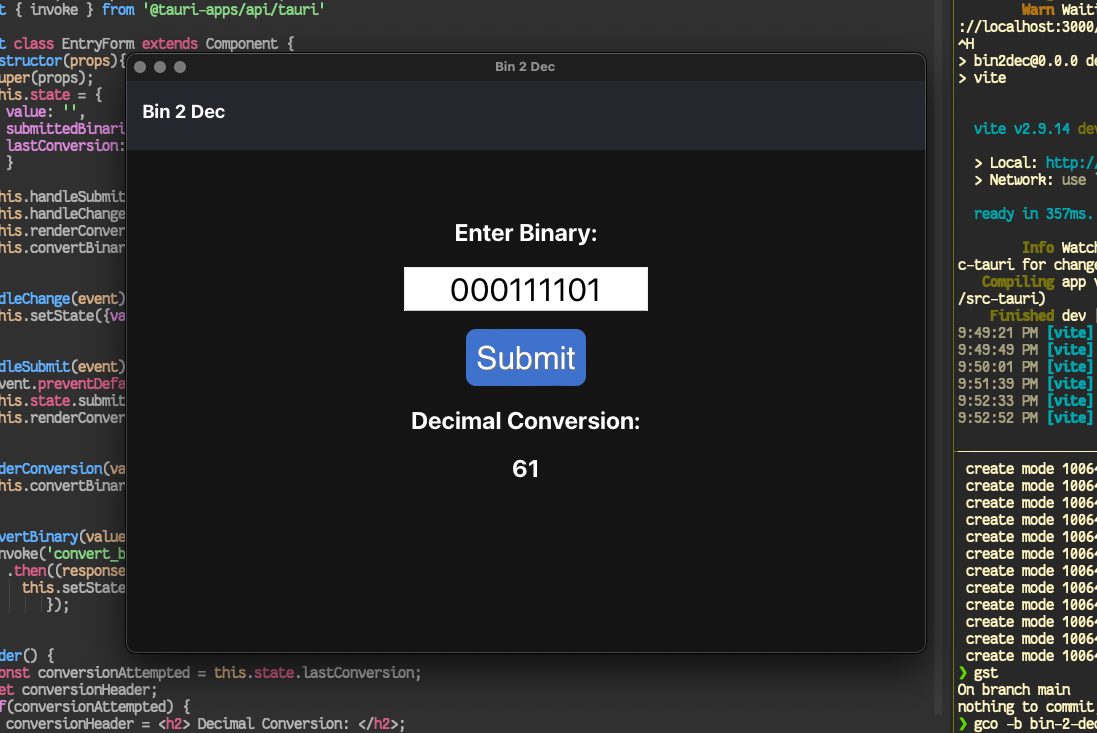 t { invoke } from '@tauri-apps/api/tauri'
t class EntryForm extends Component {
structor(props){
uper(props);
his.state = {
value: '',
submittedBinari
lastConversion:
}
his.handleSubmit
his.handleChange
his.renderConver
his.convertBinar
dleChange(event)
his.setState({va
dleSubmit(event)
vent.preventDefa
his.state.submit
his.renderConver
derConversion(va
his.convertBinar
vertBinary(value
nvoke('convert_b
.then((response
this.setState
});
der() {
onst conversionAttempted = this.state.lastConversion;
et conversionHeader;
f(conversionAttempted) {
conversionHeader = <h2> Decimal Conversion: </h2>;
Bin 2 Dec
Bin 2 Dec
Enter Binary:
000111101
Submit
Decimal Conversion:
61
Warn Waiti
://localhost:3000/
^H
> bin2dec@0.0.0 de
> vite
vite v2.9.14 dev
> Local: http:/
> Network: use
ready in 357ms.
Info Watch
c-tauri for change
Compiling app v
/src-tauri)
Finished dev
9:49:21 PM [vite]
9:49:49 PM [vite]
9:50:01 PM [vite]
9:51:39 PM [vite]
9:52:33 PM [vite]
9:52:52 PM [vite]
create mode 10064
create mode 10064
create mode 10064
create mode 10064
create mode 10064
create mode 10064
create mode 10064
create mode 10064
create mode 10064
create mode 10064
create mode 10064
create mode 10064
❯ gst
On branch main
nothing to commit
❯ gco -b bin-2-dec